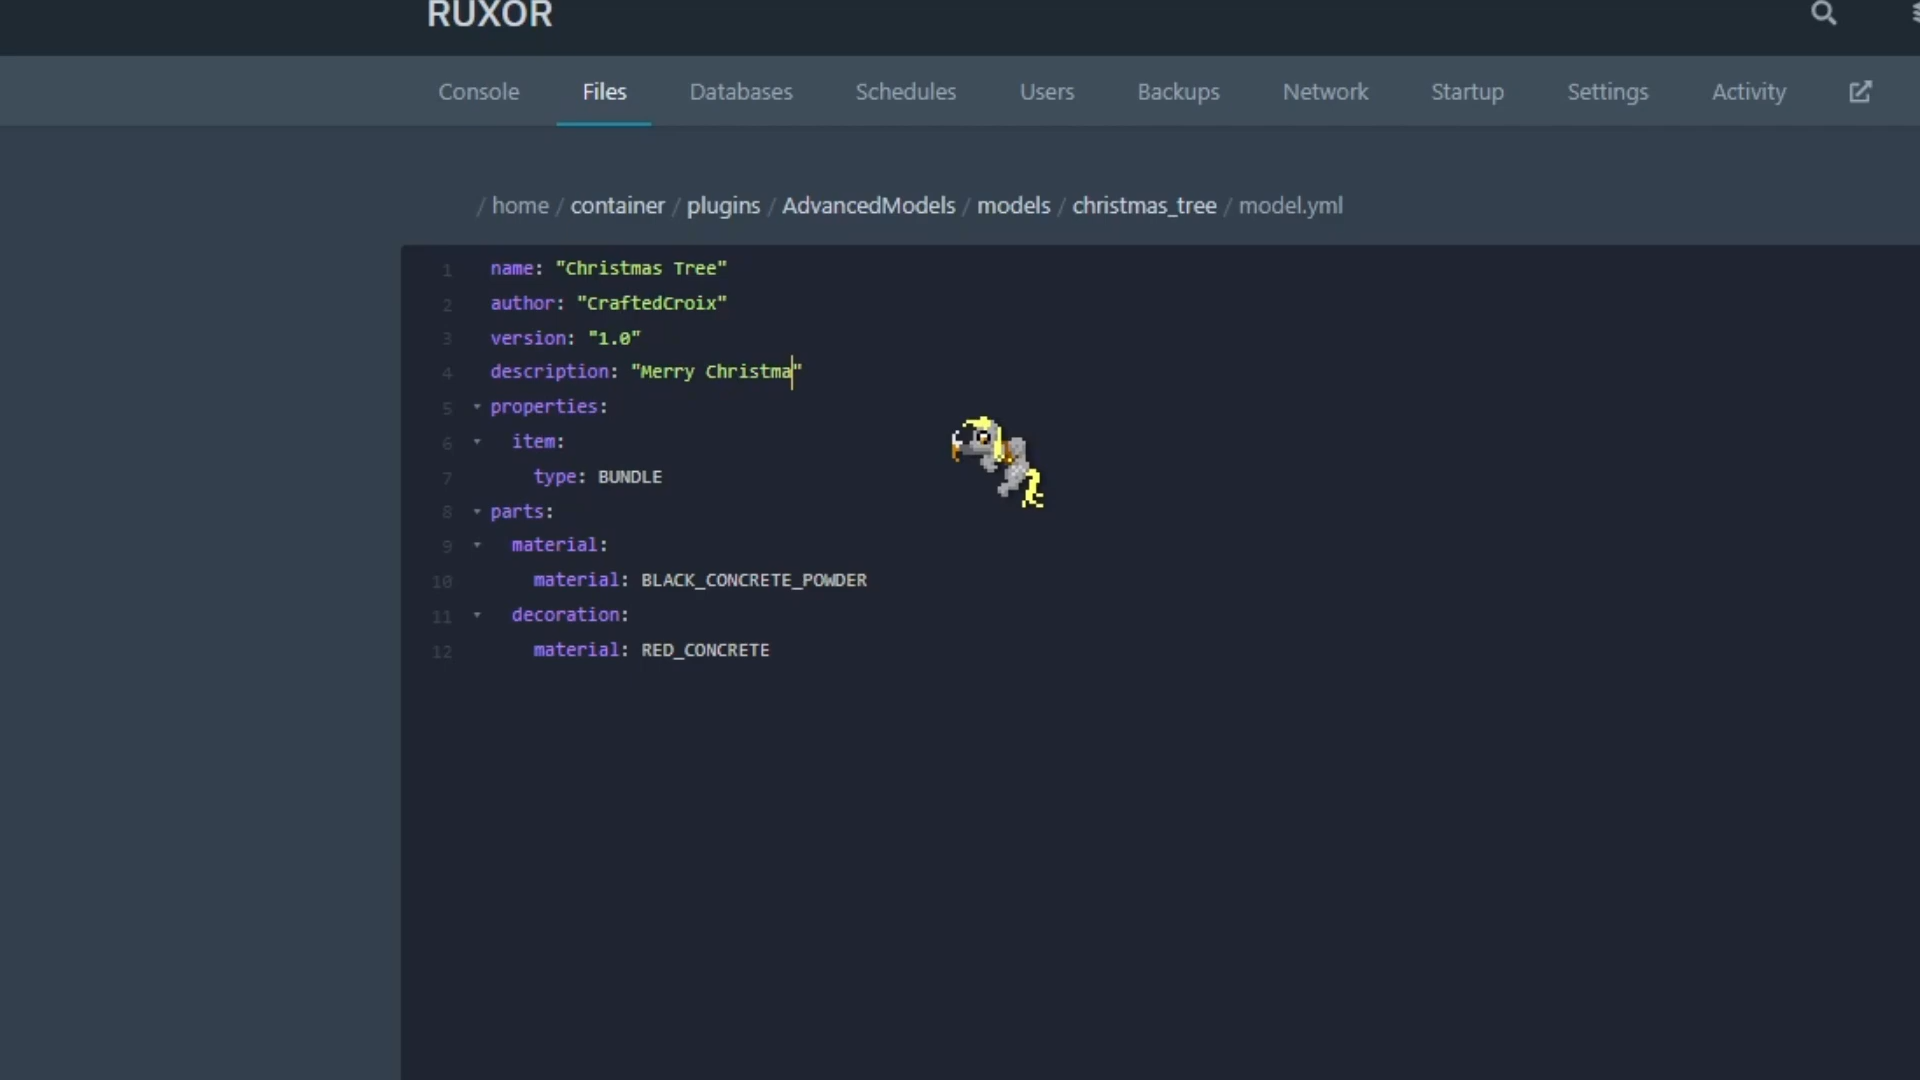 RUXOR
Console Files Databases Schedules Users Backups Network Startup Settings Activity
/ home / container / plugins / AdvancedModels / models / christmas_tree / model.yml
1 name: "Christmas Tree"
2 author: "CraftedCroix"
3 version: "1.0"
4 description: "Merry Christma"
5 properties:
6 item:
7 type: BUNDLE
8 parts:
9 material:
10 material: BLACK_CONCRETE_POWDER
11 decoration:
12 material: RED_CONCRETE